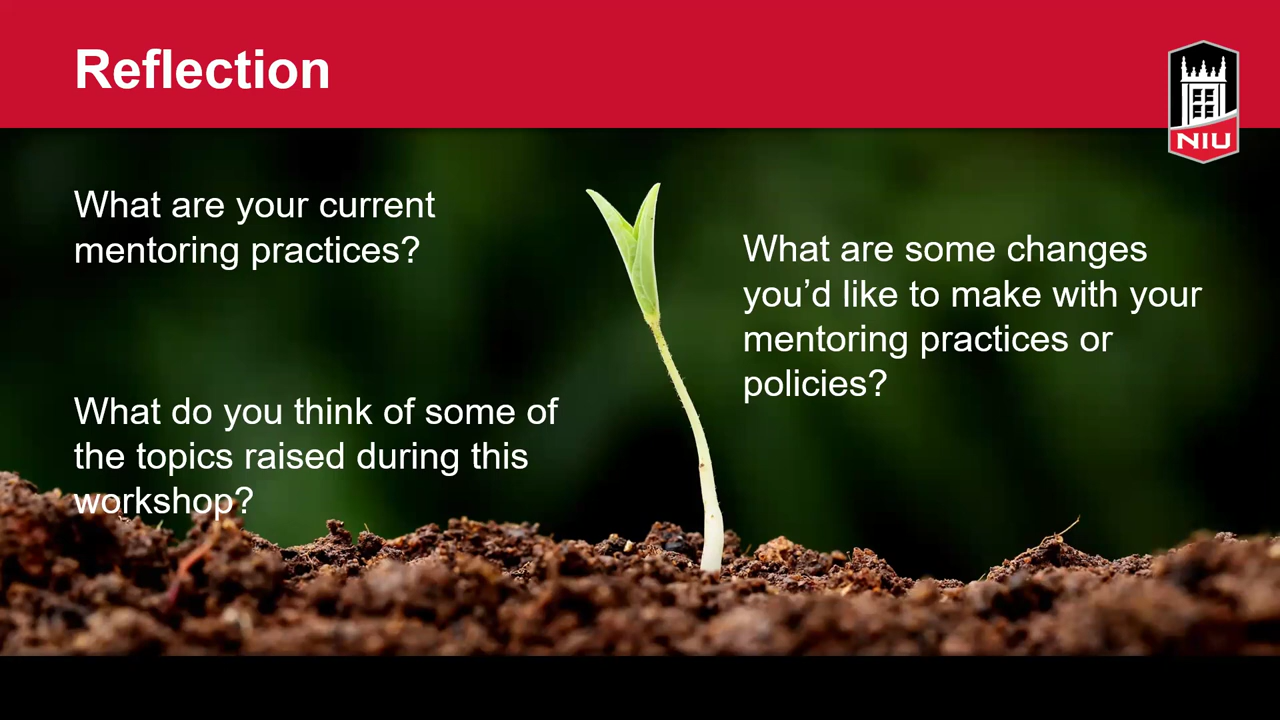 Reflection
NIU
What are your current
mentoring practices?
What do you think of some of
the topics raised during this
workshop?
What are some changes
you’d like to make with your
mentoring practices or
policies?